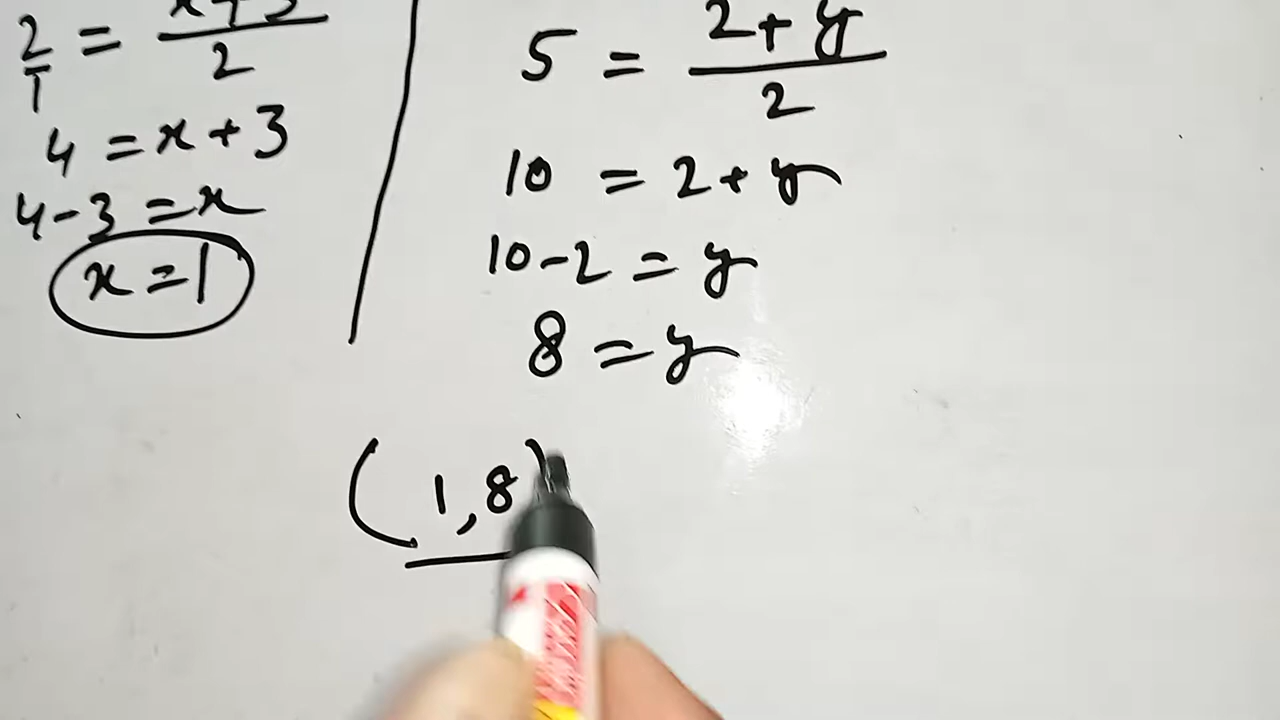 2/1 = x+3/2
4 = x + 3
4 - 3 = x
x = 1
5 = 2 + y/2
10 = 2 + y
10 - 2 = y
8 = y
(1, 8)